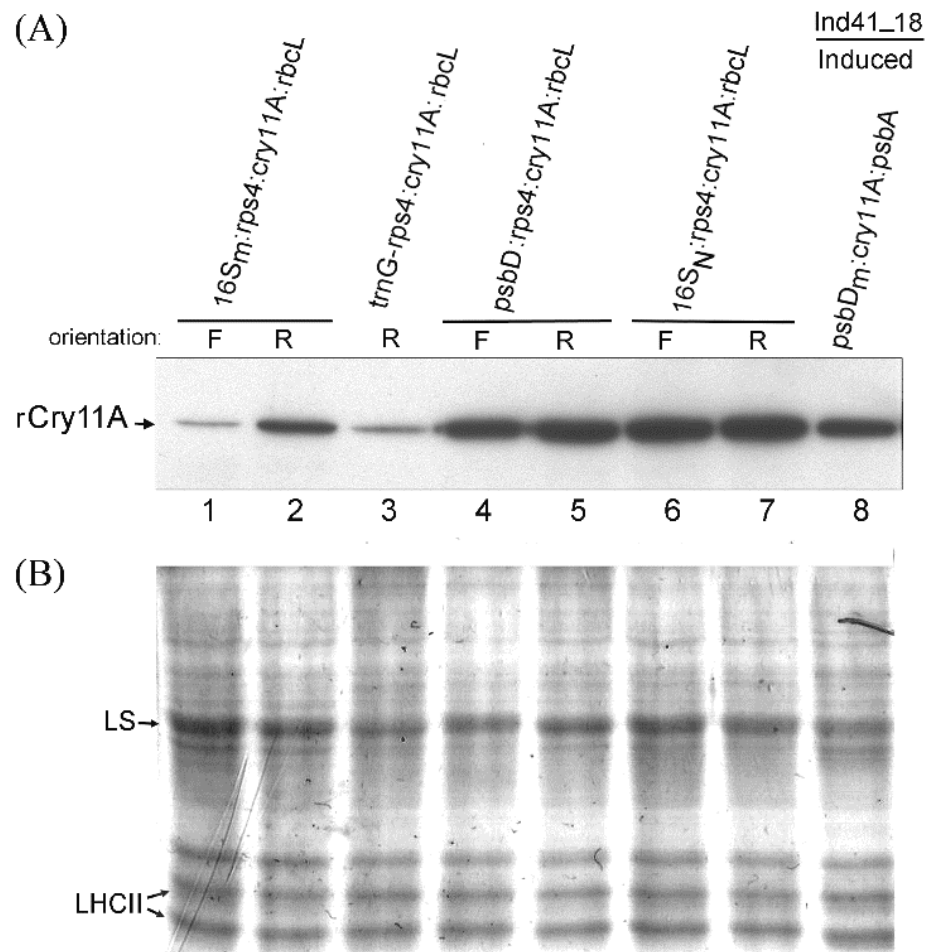 (A)
Ind41_18
Induced
16Sm:rps4:cry11A:rbcL
trnG-rps4:cry11A:rbcL
psbD:rps4:cry11A:rbcL
16SN:rps4:cry11A:rbcL
psbDm:cry11A:psbA
orientation: F R R F R F R
rCry11A
1 2 3 4 5 6 7 8
(B)
LS
LHCII